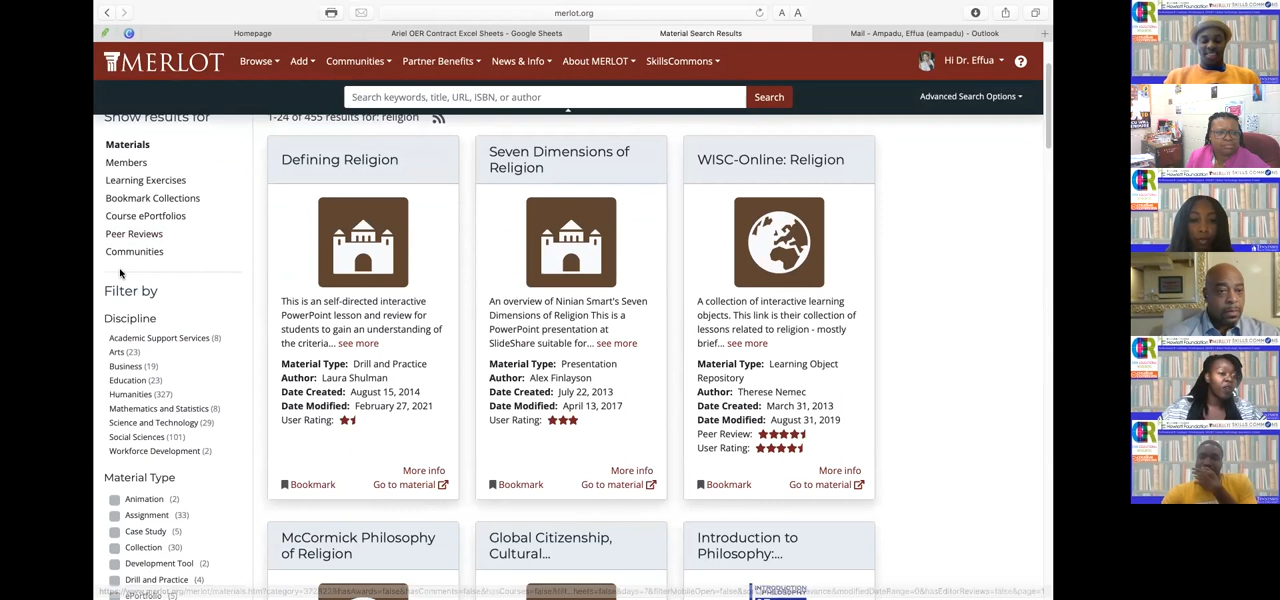 merlot.org
A A
Homepage
Ariel OER Contract Excel Sheets - Google Sheets
Material Search Results
Mail - Ampadu, Effua (eampadu) - Outlook
MERLOT
Browse
Add
Communities
Partner Benefits
News & Info
About MERLOT
SkillsCommons
Hi Dr. Effua
Search keywords, title, URL, ISBN, or author
Search
Advanced Search Options
Show results for
Materials
Members
Learning Exercises
Bookmark Collections
Course ePortfolios
Peer Reviews
Communities
Filter by
Discipline
Academic Support Services (8)
Arts (23)
Business (19)
Education (23)
Humanities (327)
Mathematics and Statistics (8)
Science and Technology (29)
Social Sciences (101)
Workforce Development (2)
Material Type
Animation (2)
Assignment (33)
Case Study (5)
Collection (30)
Development Tool (2)
Drill and Practice (4)
ePortfolio (5)
1-24 of 455 results for: religion
Defining Religion
This is an self-directed interactive
PowerPoint lesson and review for
students to gain an understanding of
the criteria... see more
Material Type: Drill and Practice
Author: Laura Shulman
Date Created: August 15, 2014
Date Modified: February 27, 2021
User Rating:
More info
Bookmark
Go to material
Seven Dimensions of
Religion
An overview of Ninian Smart's Seven
Dimensions of Religion This is a
PowerPoint presentation at
SlideShare suitable for... see more
Material Type: Presentation
Author: Alex Finlayson
Date Created: July 22, 2013
Date Modified: April 13, 2017
User Rating:
More info
Bookmark
Go to material
WISC-Online: Religion
A collection of interactive learning
objects. This link is their collection of
lessons related to religion - mostly
brief... see more
Material Type: Learning Object
Repository
Author: Therese Nemec
Date Created: March 31, 2013
Date Modified: August 31, 2019
Peer Review:
User Rating:
More info
Bookmark
Go to material
McCormick Philosophy
of Religion
Global Citizenship,
Cultural...
Introduction to
Philosophy:...
INTRODUCTION